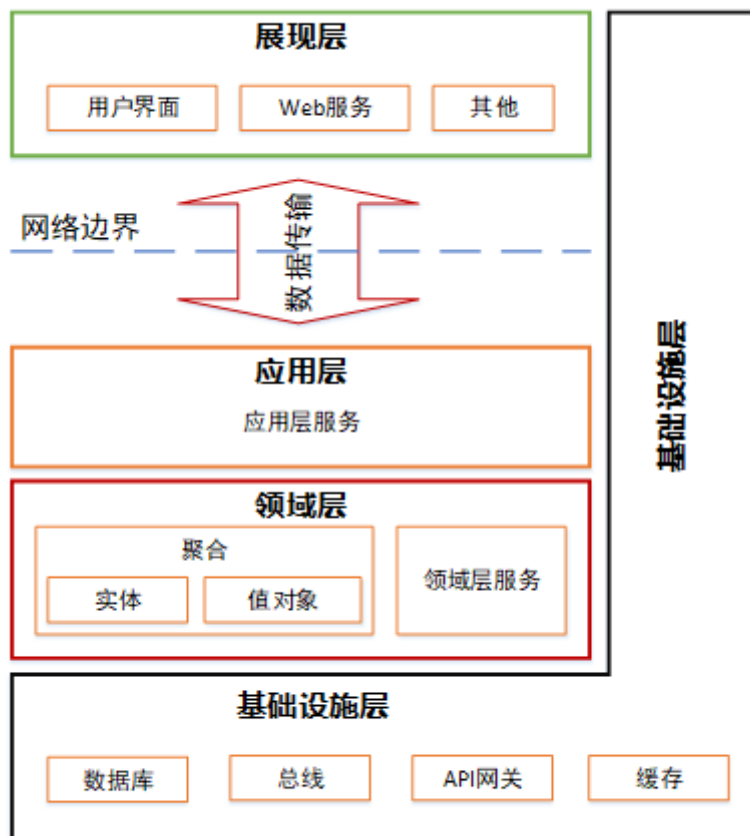 展现层
用户界面
Web服务
其他
网络边界
数据传输
应用层
应用层服务
领域层
聚合
实体
值对象
领域层服务
基础设施层
基础设施层
数据库
总线
API网关
缓存